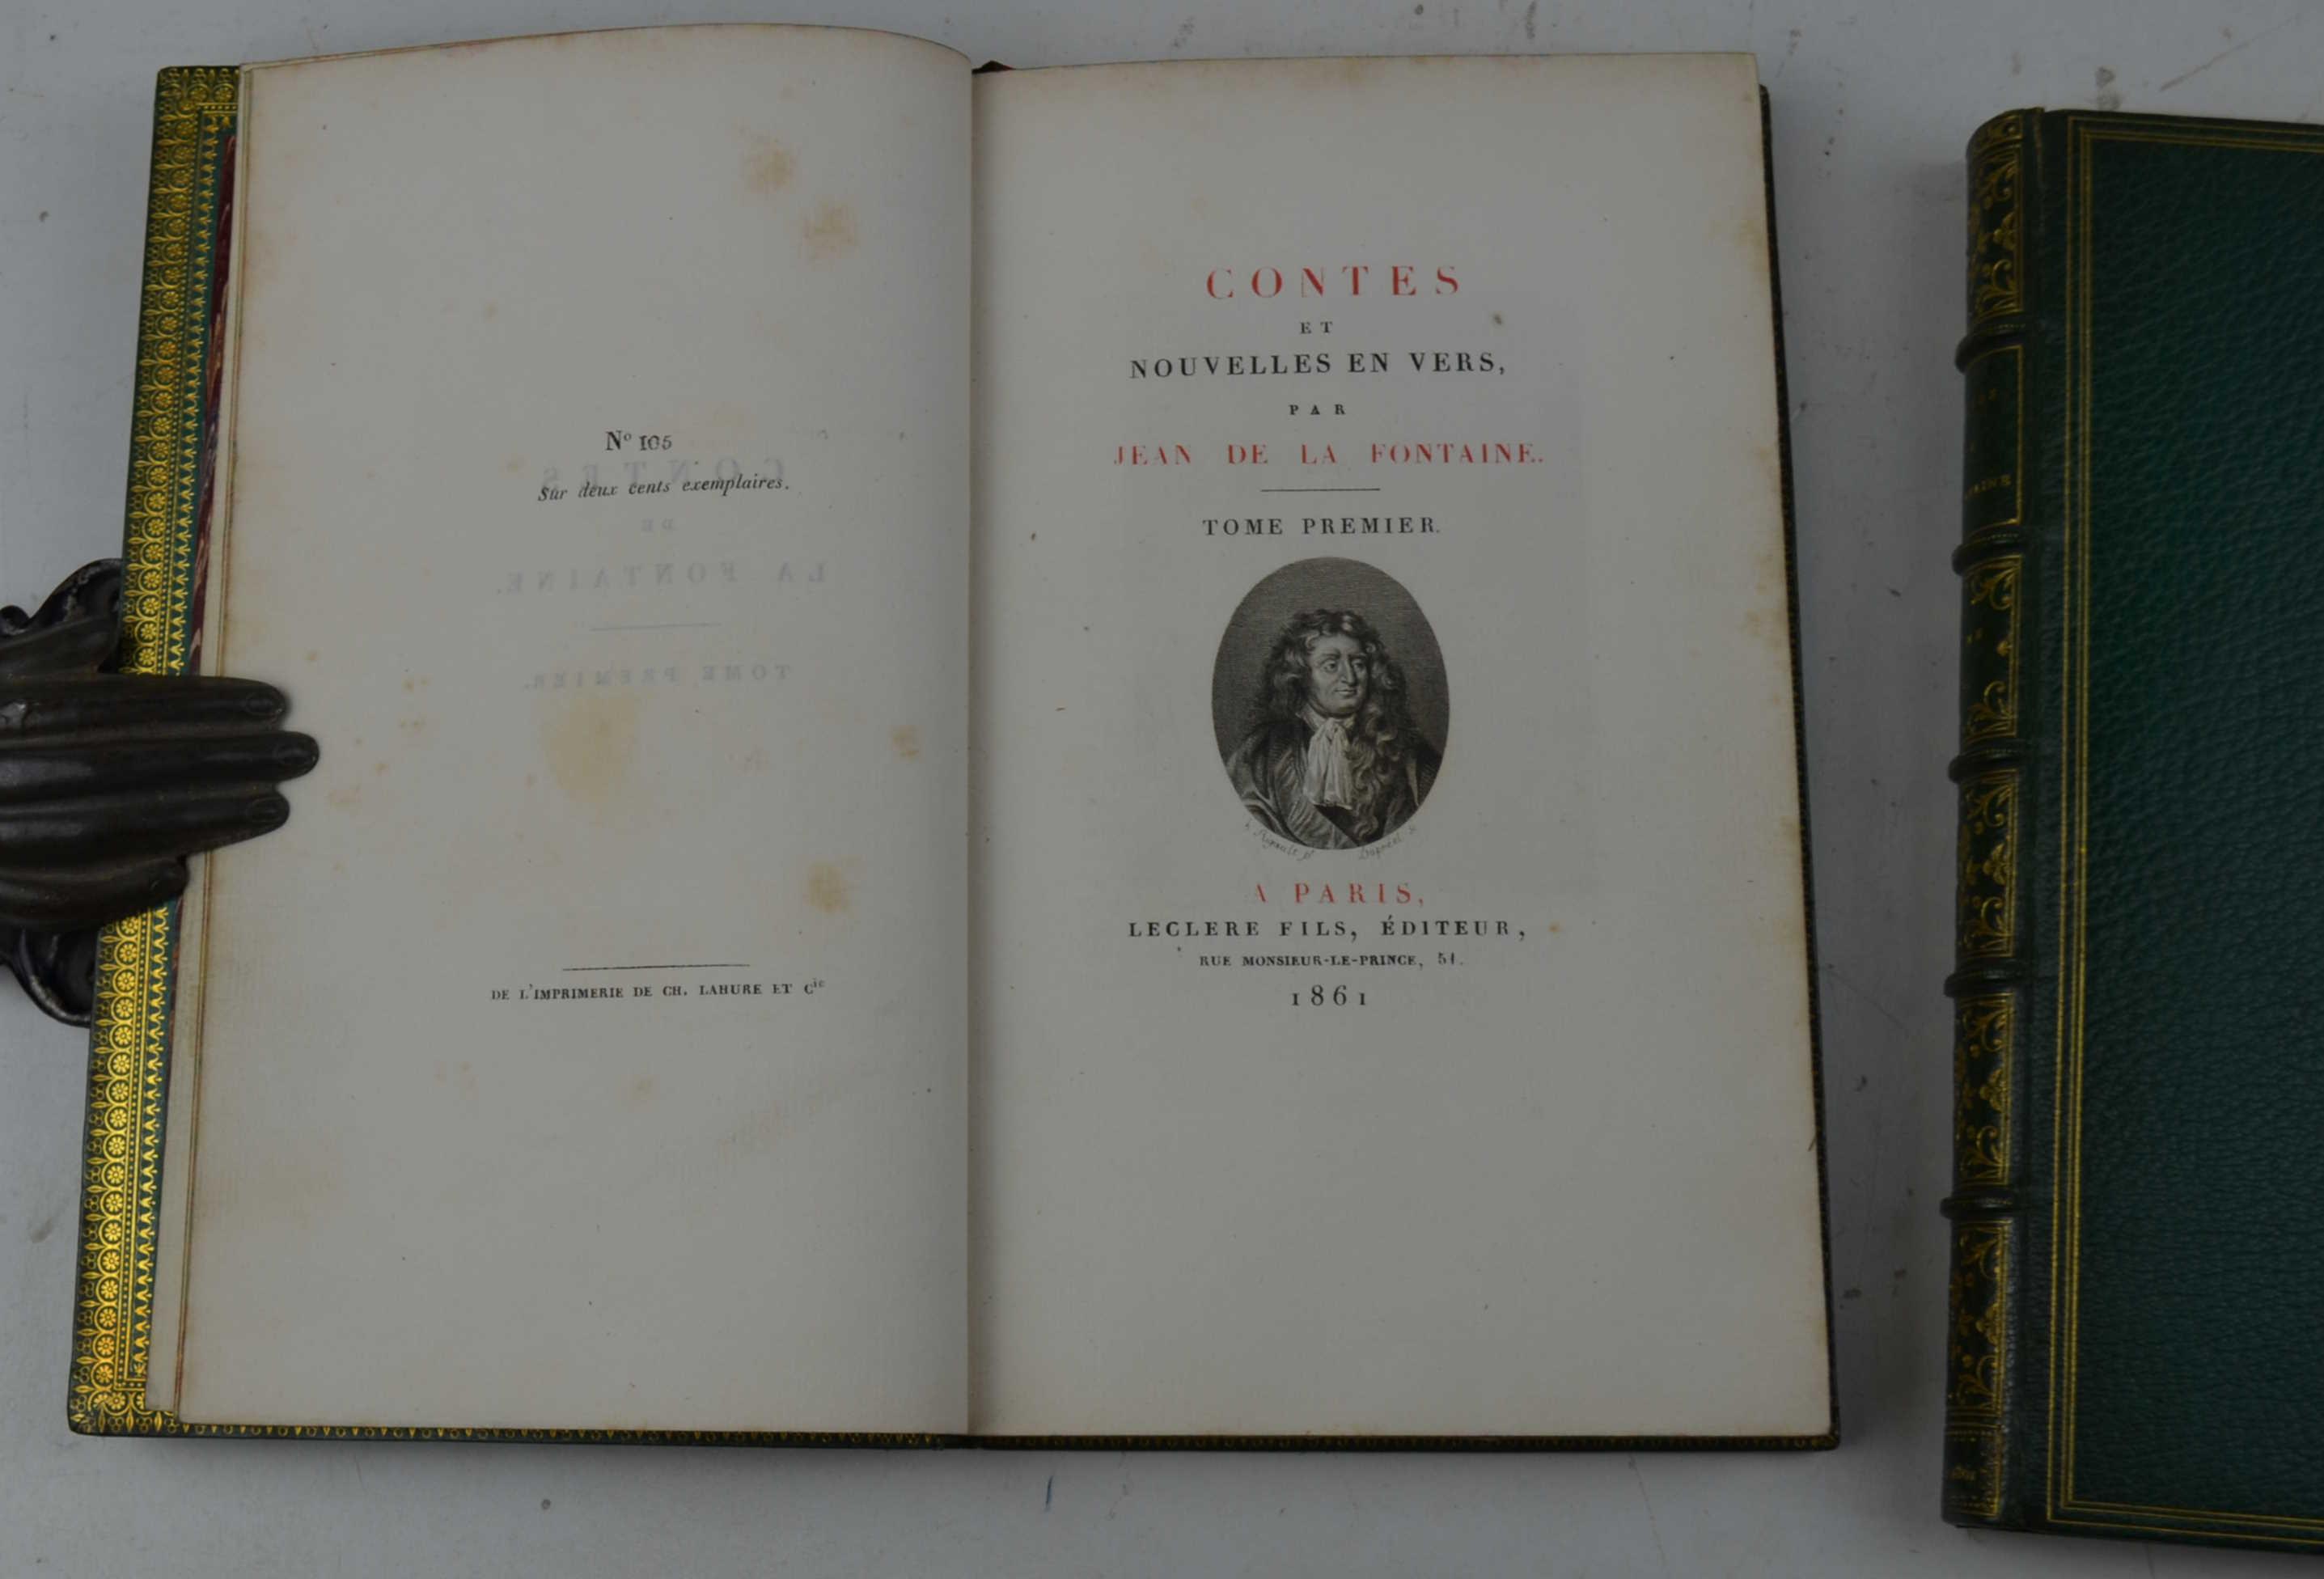 Nº 105
Sur deux cents exemplaires.
DE L'IMPRIMERIE DE CH. LAHURE ET Cie
CONTES
ET
NOUVELLES EN VERS,
PAR
JEAN DE LA FONTAINE.
TOME PREMIER.
A PARIS,
LECLERE FILS, ÉDITEUR,
RUE MONSIEUR-LE-PRINCE, 51.
1861